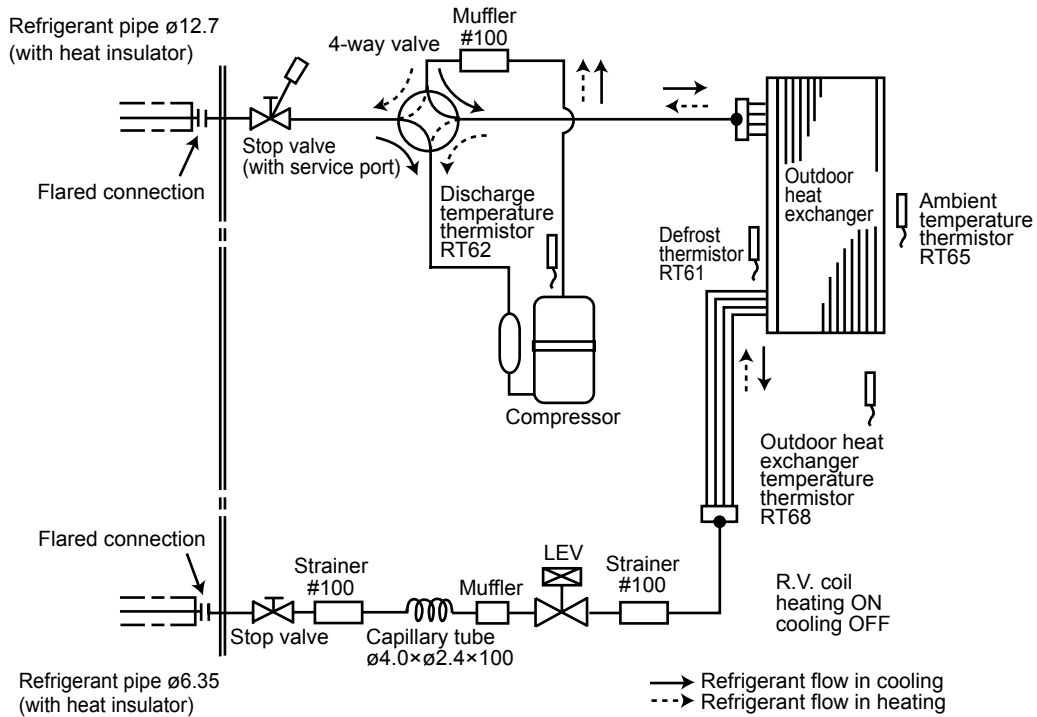 Refrigerant pipe ø12.7
(with heat insulator)
Muffler
#100
4-way valve
Stop valve
(with service port)
Flared connection
Discharge
temperature
thermistor
RT62
Outdoor
heat
exchanger
Ambient
temperature
thermistor
RT65
Defrost
thermistor
RT61
Compressor
Outdoor heat
exchanger
temperature
thermistor
RT68
Flared connection
Strainer
#100
Muffler
LEV
Strainer
#100
R.V. coil
heating ON
cooling OFF
Stop valve
Capillary tube
ø4.0×ø2.4×100
Refrigerant pipe ø6.35
(with heat insulator)
Refrigerant flow in cooling
Refrigerant flow in heating